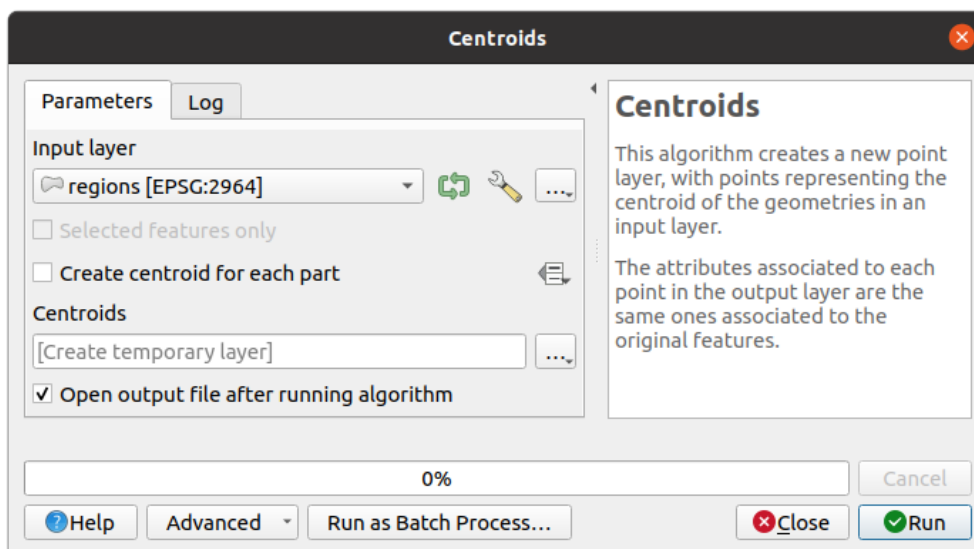 Centroids
Parameters
Log
Input layer
regions [EPSG:2964]
...
Selected features only
Create centroid for each part
Centroids
[Create temporary layer]
...
Open output file after running algorithm
Centroids
This algorithm creates a new point
layer, with points representing the
centroid of the geometries in an
input layer.
The attributes associated to each
point in the output layer are the
same ones associated to the
original features.
0%
Cancel
?Help
Advanced
Run as Batch Process...
Close
Run